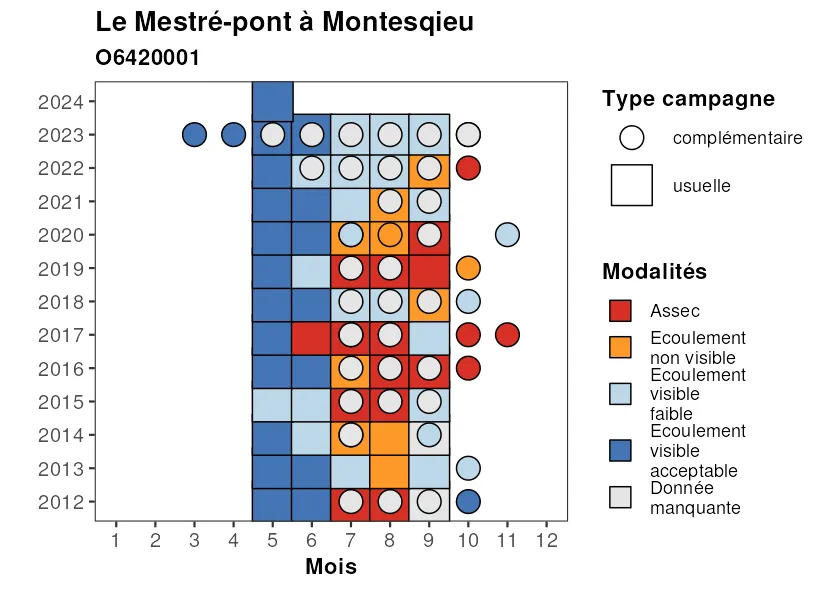 Le Mestré-pont à Montesqieu
O6420001
2024
2023
2022
2021
2020
2019
2018
2017
2016
2015
2014
2013
2012
1 2 3 4 5 6 7 8 9 10 11 12
Mois
Type campagne
complémentaire
usuelle
Modalités
Assec
Ecoulement
non visible
Ecoulement
visible
faible
Ecoulement
visible
acceptable
Donnée
manquante